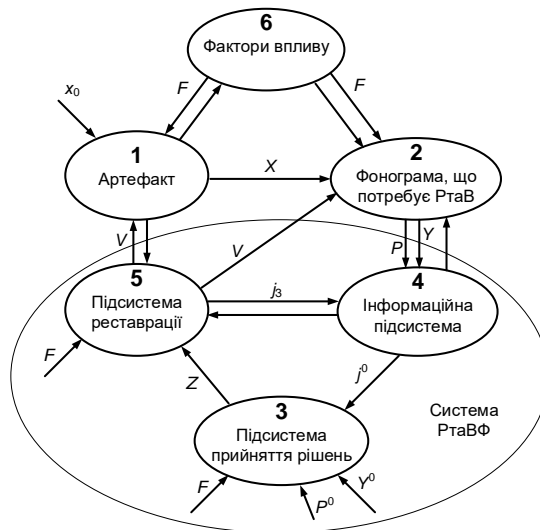 6
Фактори впливу
F
F
x0
1
Артефакт
X
2
Фонограма, що
потребує РтаВ
V
V
P
Y
5
Підсистема
реставрації
j3
4
Інформаційна
підсистема
F
Z
j0
3
Підсистема
прийняття рішень
Система
РтаВФ
F
P0
Y0